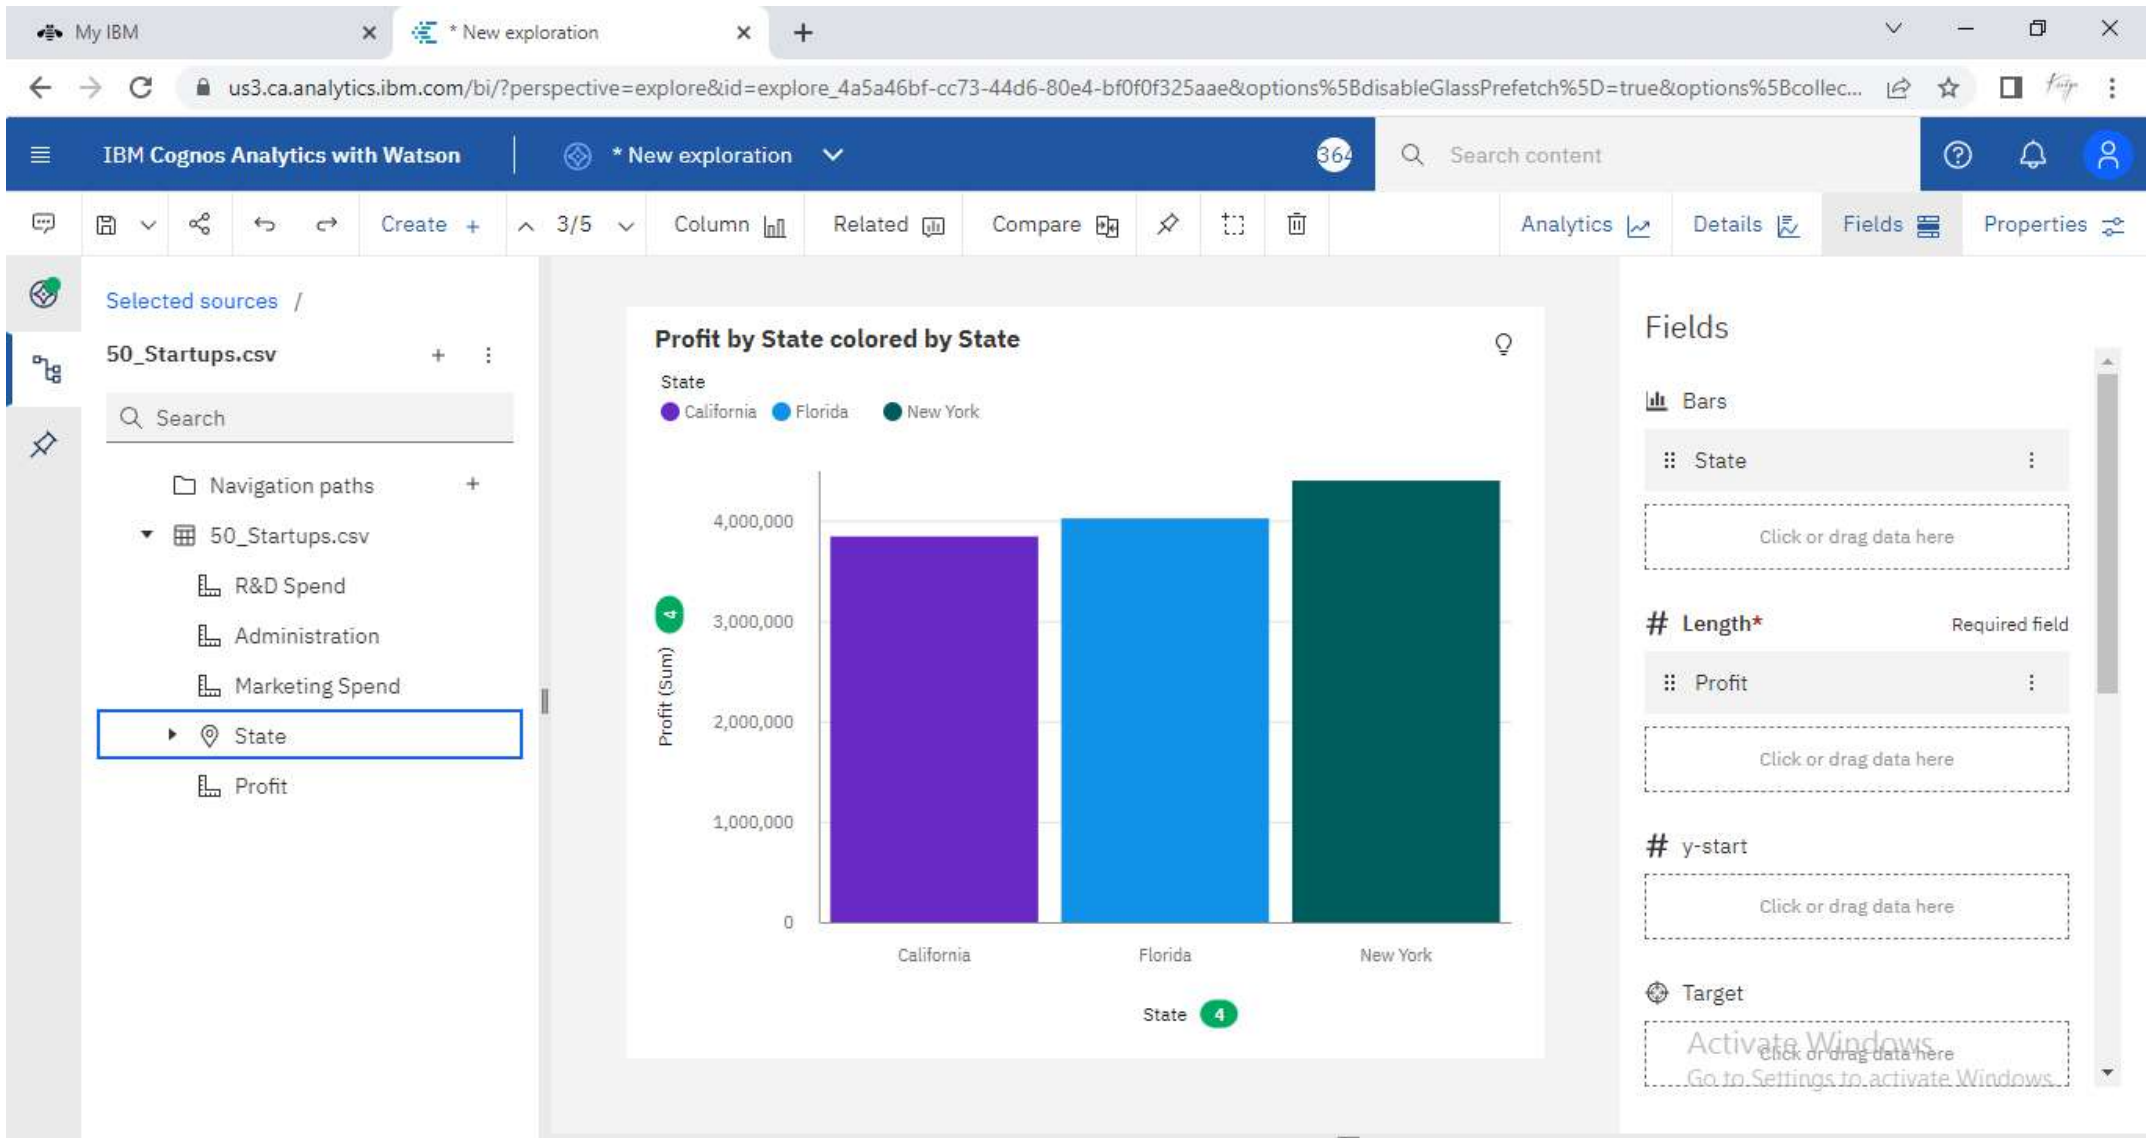 My IBM
* New exploration
us3.ca.analytics.ibm.com/bi/?perspective=explore&id=explore_4a5a46bf-cc73-44d6-80e4-bf0f0f325aae&options%5BdisableGlassPrefetch%5D=true&options%5Bcollec...
IBM Cognos Analytics with Watson
* New exploration
364
Search content
Create +
3/5
Column
Related
Compare
Analytics
Details
Fields
Properties
Selected sources /
50_Startups.csv
Search
Navigation paths
50_Startups.csv
R&D Spend
Administration
Marketing Spend
State
Profit
Profit by State colored by State
State
California Florida New York
4,000,000
3,000,000
2,000,000
1,000,000
0
Profit (Sum) 4
California Florida New York
State 4
Fields
Bars
State
Click or drag data here
# Length* Required field
Profit
Click or drag data here
# y-start
Click or drag data here
Target
Click or drag data here
Activate Windows
Go to Settings to activate Windows.